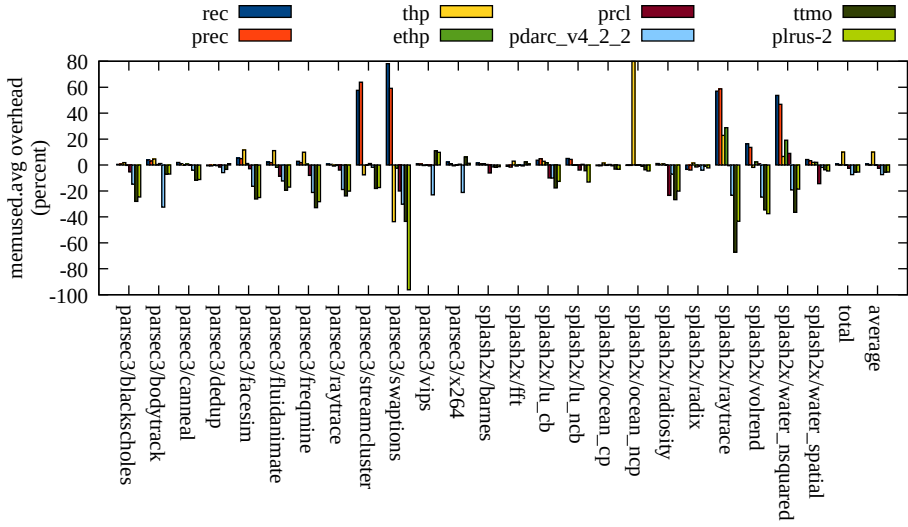 rec thp prcl ttmo
prec ethp pdarc_v4_2_2 plrus-2
memused.avg overhead
(percent)
80
60
40
20
0
-20
-40
-60
-80
-100
parsec3/blackscholes
parsec3/bodytrack
parsec3/canneal
parsec3/dedup
parsec3/facesim
parsec3/fluidanimate
parsec3/freqmine
parsec3/raytrace
parsec3/streamcluster
parsec3/swaptions
parsec3/vips
parsec3/x264
splash2x/barnes
splash2x/fft
splash2x/lu_cb
splash2x/lu_ncb
splash2x/ocean_cp
splash2x/ocean_ncp
splash2x/radiosity
splash2x/radix
splash2x/raytrace
splash2x/volrend
splash2x/water_nsquared
splash2x/water_spatial
total
average